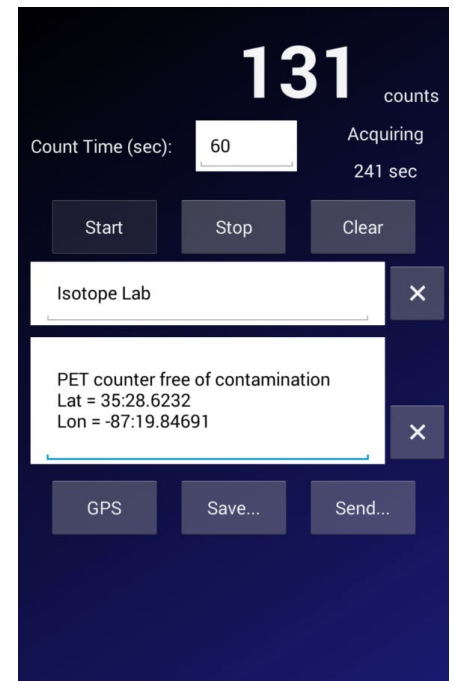 131 counts
Count Time (sec): 60 Acquiring
241 sec
Start Stop Clear
Isotope Lab ×
PET counter free of contamination
Lat = 35:28.6232
Lon = -87:19.84691
×
GPS Save... Send...